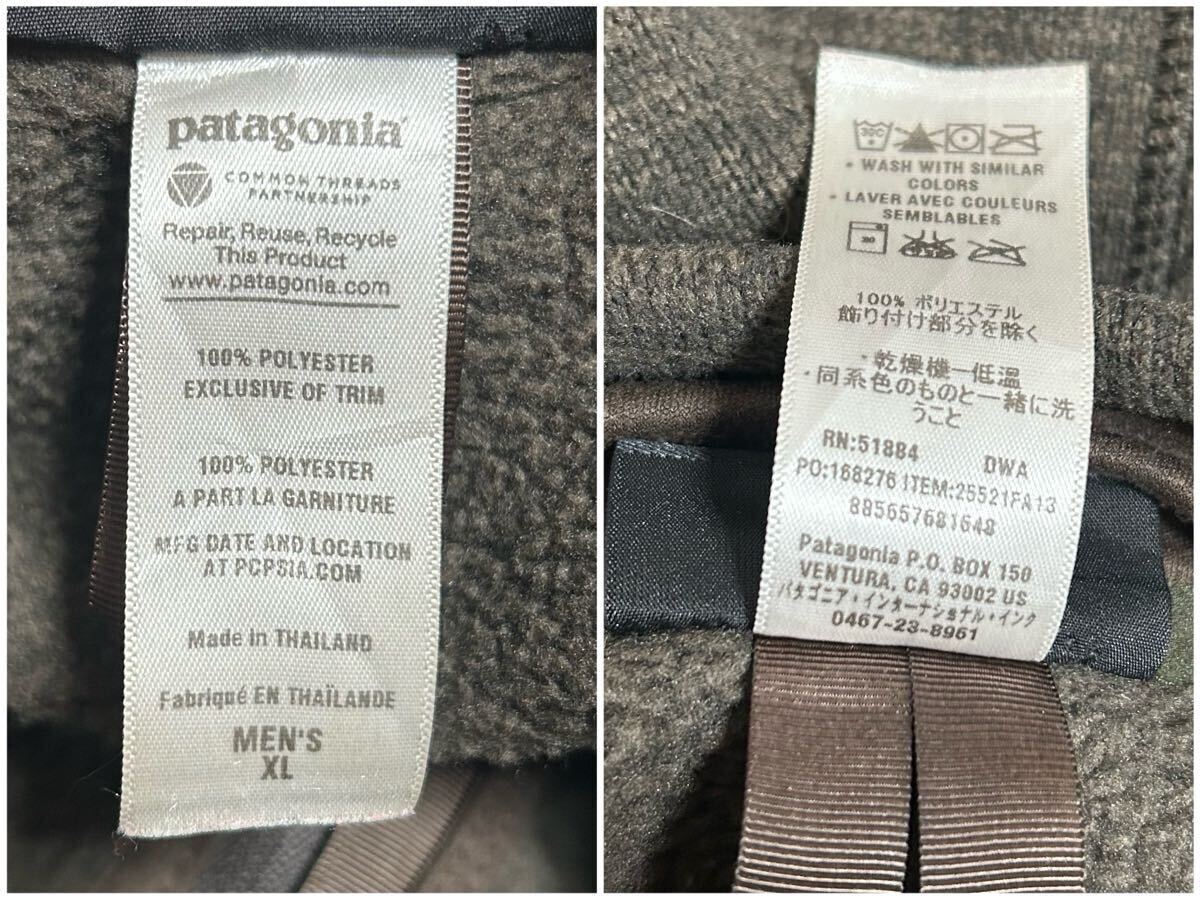 patagonia
COMMON THREADS
PARTNERSHIP
Repair, Reuse, Recycle
This Product
www.patagonia.com
100% POLYESTER
EXCLUSIVE OF TRIM
100% POLYESTER
A PART LA GARNITURE
MFG DATE AND LOCATION
AT PCPSIA.COM
Made in THAILAND
Fabriqué EN THAÏLANDE
MEN'S
XL
30C
• WASH WITH SIMILAR
COLORS
• LAVER AVEC COULEURS
SEMBLABLES
30
100% ポリエステル
飾り付け部分を除く
・乾燥機一低温
・同系色のものと一緒に洗
うこと
RN:51884 DWA
PO:168276 ITEM:25521FA13
885657681648
Patagonia P.O. BOX 150
VENTURA, CA 93002 US
パタゴニア・インターナショナル・インク
0467-23-8961